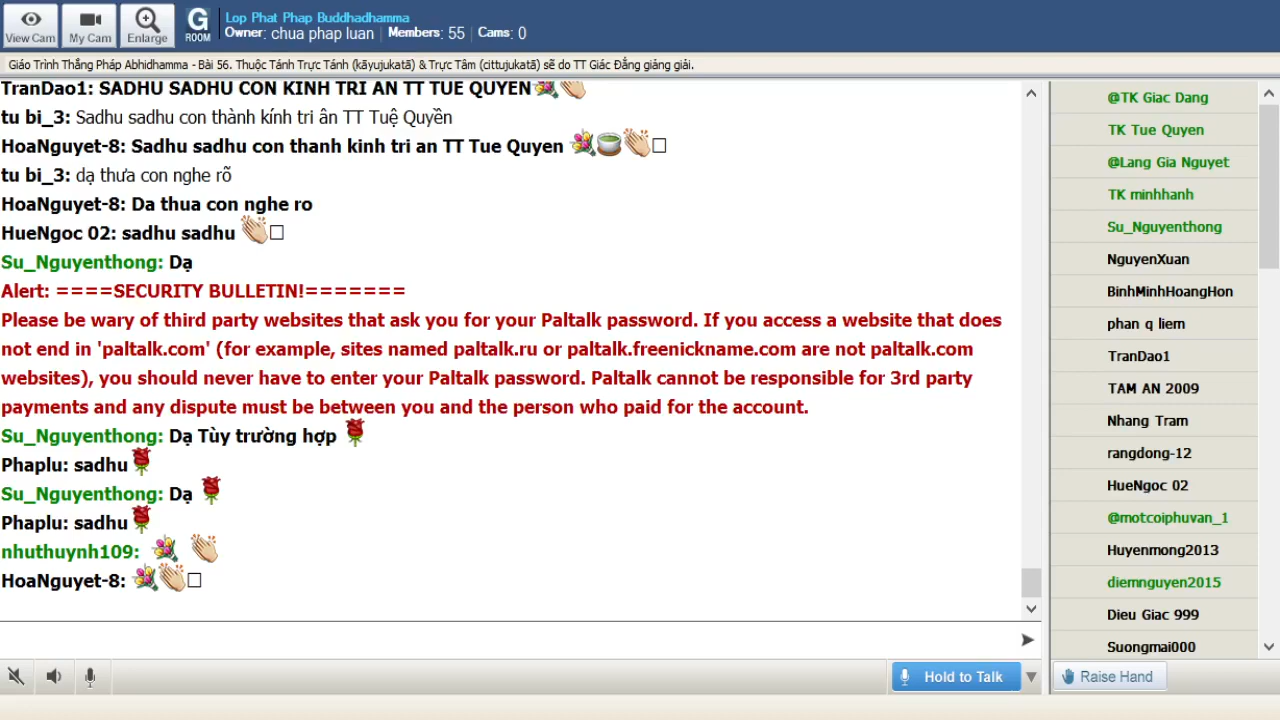 View Cam
My Cam
Enlarge
G
ROOM
Lop Phat Phap Buddhadhamma
Owner: chua phap luan | Members: 55 | Cams: 0
Giáo Trình Thắng Pháp Abhidhamma - Bài 56. Thuộc Tánh Trực Tánh (kāyujukatā) & Trực Tâm (cittujukatā) sẽ do TT Giác Đẳng giảng giải.
TranDao1: SADHU SADHU CON KINH TRI AN TT TUE QUYEN
tu bi_3: Sadhu sadhu con thành kính tri ân TT Tuệ Quyền
HoaNguyet-8: Sadhu sadhu con thanh kinh tri an TT Tue Quyen
tu bi_3: dạ thưa con nghe rõ
HoaNguyet-8: Da thua con nghe ro
HueNgoc 02: sadhu sadhu
Su_Nguyenthong: Dạ
Alert: ====SECURITY BULLETIN!=======
Please be wary of third party websites that ask you for your Paltalk password. If you access a website that does
not end in 'paltalk.com' (for example, sites named paltalk.ru or paltalk.freenickname.com are not paltalk.com
websites), you should never have to enter your Paltalk password. Paltalk cannot be responsible for 3rd party
payments and any dispute must be between you and the person who paid for the account.
Su_Nguyenthong: Dạ Tùy trường hợp
Phaplu: sadhu
Su_Nguyenthong: Dạ
Phaplu: sadhu
nhuthuynh109:
HoaNguyet-8:
@TK Giac Dang
TK Tue Quyen
@Lang Gia Nguyet
TK minhhanh
Su_Nguyenthong
NguyenXuan
BinhMinhHoangHon
phan q liem
TranDao1
TAM AN 2009
Nhang Tram
rangdong-12
HueNgoc 02
@motcoiphuvan_1
Huyenmong2013
diemnguyen2015
Dieu Giac 999
Suongmai000
Hold to Talk
Raise Hand